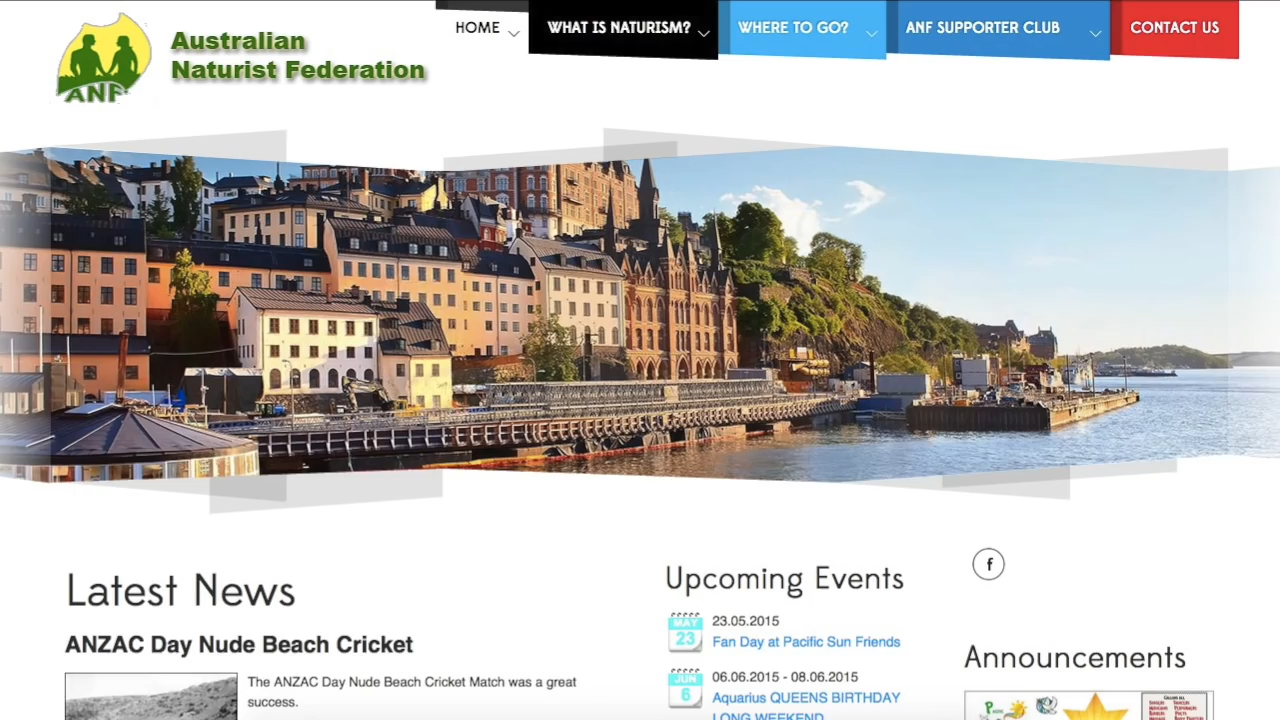 ANF
Australian
Naturist Federation
HOME
WHAT IS NATURISM?
WHERE TO GO?
ANF SUPPORTER CLUB
CONTACT US
f
Latest News
ANZAC Day Nude Beach Cricket
The ANZAC Day Nude Beach Cricket Match was a great
success.
Upcoming Events
MAY
23
23.05.2015
Fan Day at Pacific Sun Friends
JUN
6
06.06.2015 - 08.06.2015
Aquarius QUEENS BIRTHDAY
LONG WEEKEND
Announcements